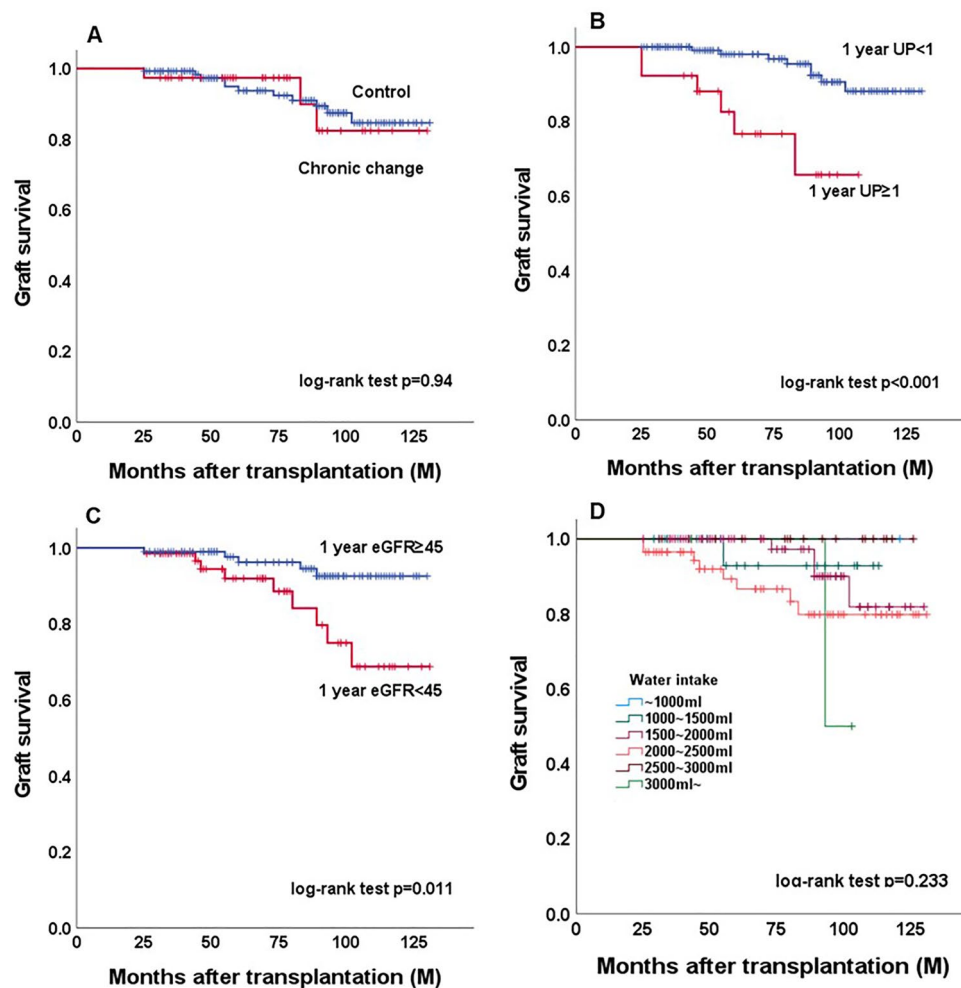 A
Graft survival
1.0
0.8
0.6
0.4
0.2
0.0
Control
Chronic change
log-rank test p=0.94
0 25 50 75 100 125
Months after transplantation (M)
B
Graft survival
1.0
0.8
0.6
0.4
0.2
0.0
1 year UP<1
1 year UP≥1
log-rank test p<0.001
0 25 50 75 100 125
Months after transplantation (M)
C
Graft survival
1.0
0.8
0.6
0.4
0.2
0.0
1 year eGFR≥45
1 year eGFR<45
log-rank test p=0.011
0 25 50 75 100 125
Months after transplantation (M)
D
Graft survival
1.0
0.8
0.6
0.4
0.2
0.0
Water intake
~1000ml
1000~1500ml
1500~2000ml
2000~2500ml
2500~3000ml
3000ml~
log-rank test p=0.233
0 25 50 75 100 125
Months after transplantation (M)